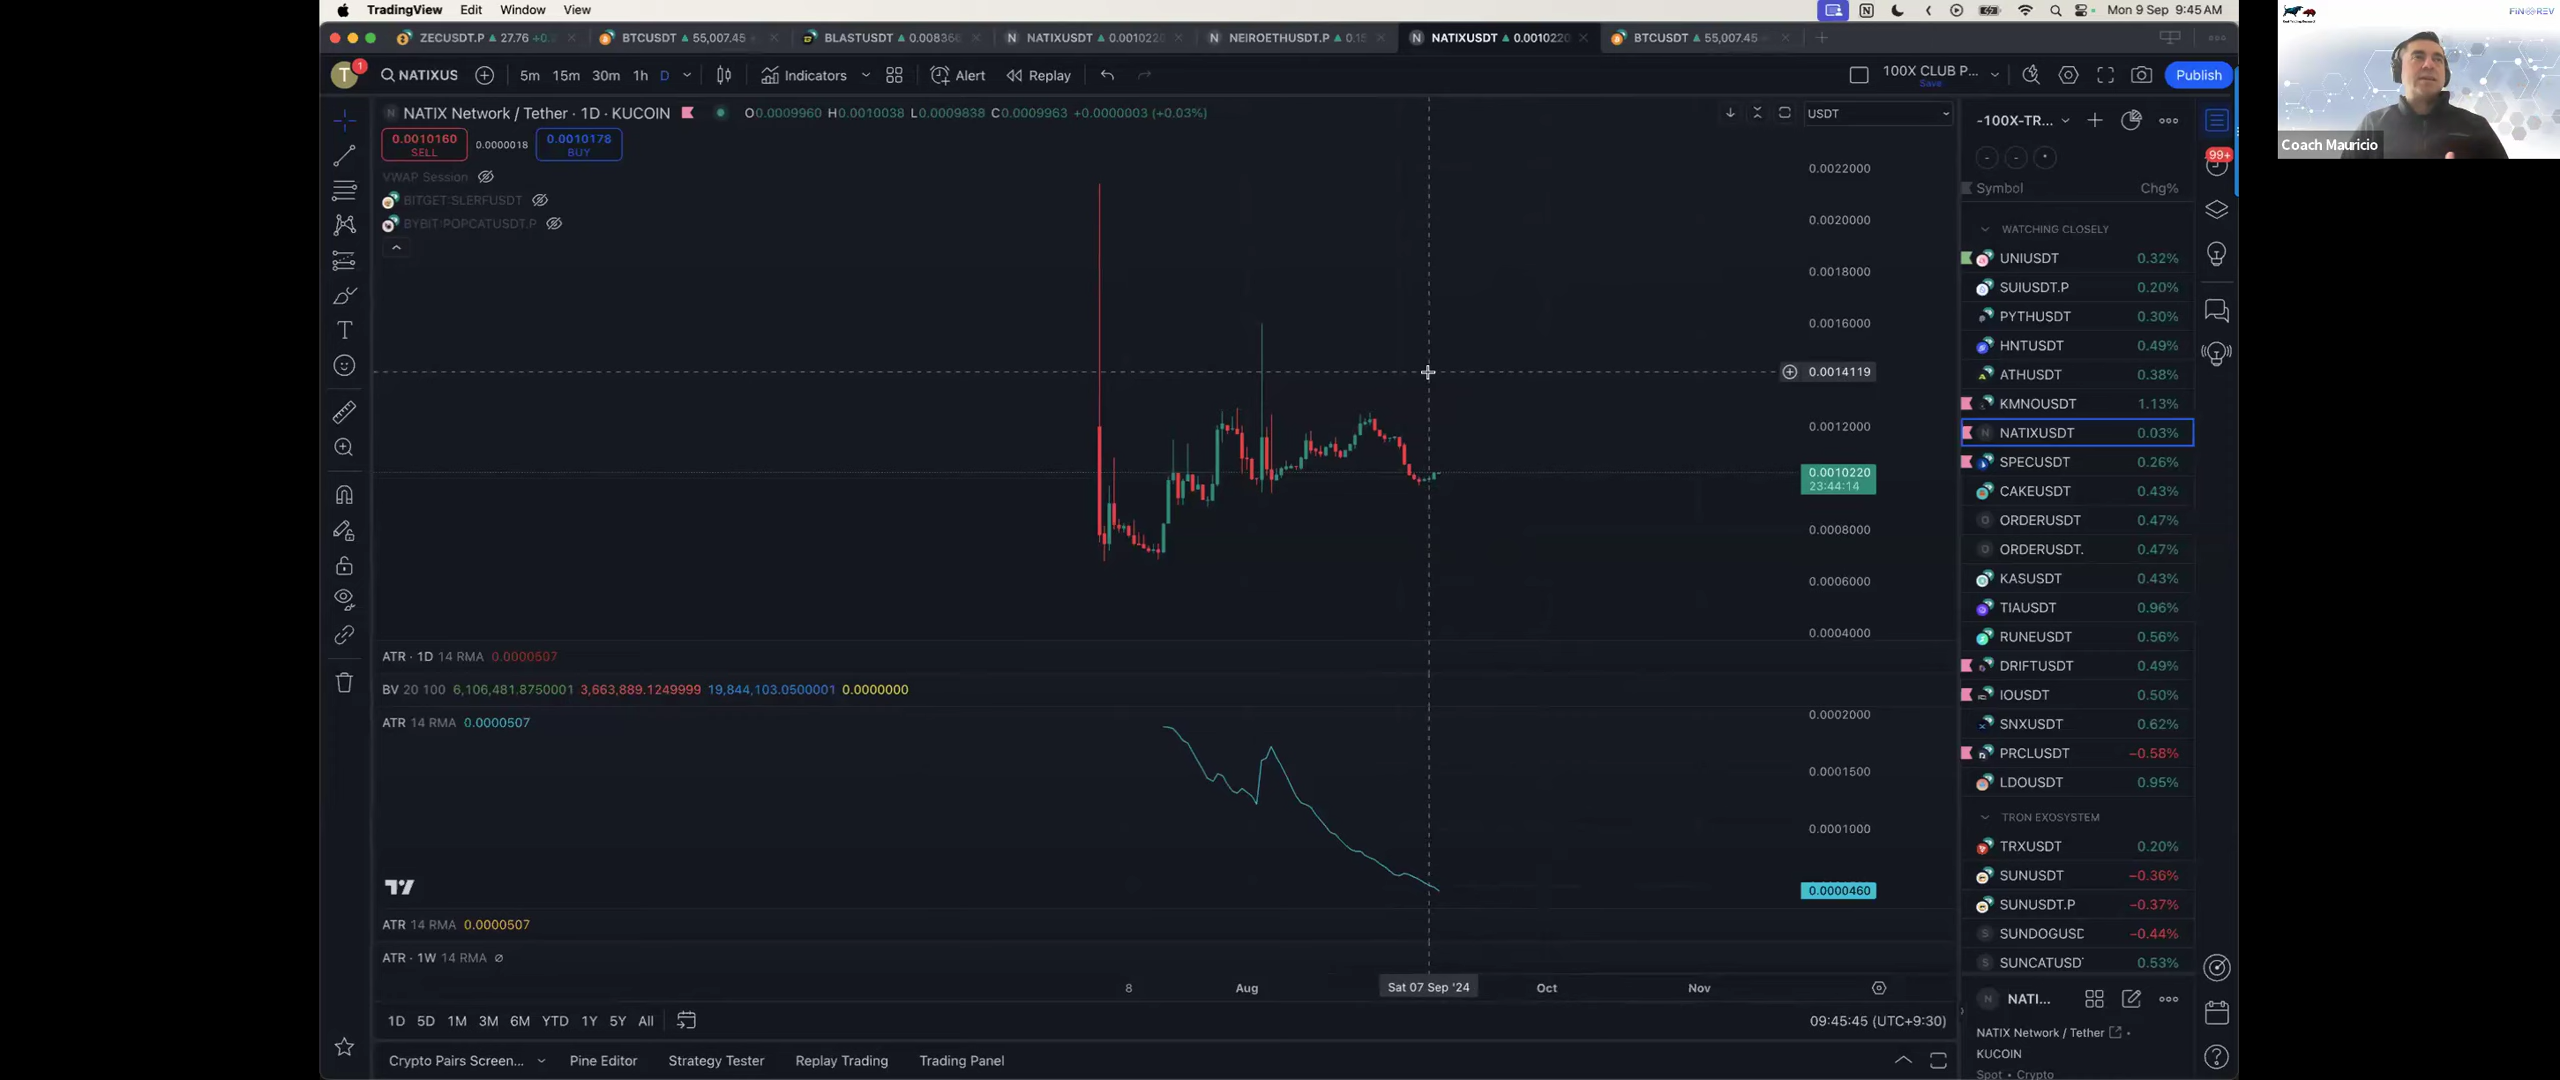 TradingView Edit Window View
Mon 9 Sep 9:45 AM
ZECUSDT.P ▲ 27.76
BTCUSDT ▲ 55,007.45
BLASTUSDT ▲ 0.00836
NATIXUSDT ▲ 0.0010220
NEIROETHUSDT.P ▲
NATIXUSDT ▲ 0.0010220
BTCUSDT ▲ 55,007.45
T 1
NATIXUS
5m 15m 30m 1h D
Indicators
Alert
Replay
100X CLUB P...
Save
Publish
NATIX Network / Tether · 1D · KUCOIN
O0.0009960 H0.0010038 L0.0009838 C0.0009963 +0.0000003 (+0.03%)
0.0010160
SELL
0.0000018
0.0010178
BUY
VWAP Session
BITGET:SLERFUSDT
BYBIT:POPCATUSDT.P
USDT
0.0022000
0.0020000
0.0018000
0.0016000
0.0014119
0.0012000
0.0010220
23:44:14
0.0008000
0.0006000
0.0004000
ATR · 1D 14 RMA 0.0000507
BV 20 100 6,106,481.8750001 3,663,889.1249999 19,844,103.0500001 0.0000000
ATR 14 RMA 0.0000507
0.0002000
0.0001500
0.0001000
0.0000460
ATR 14 RMA 0.0000507
ATR · 1W 14 RMA ∅
8 Aug Sat 07 Sep '24 Oct Nov
1D 5D 1M 3M 6M YTD 1Y 5Y All
09:45:45 (UTC+9:30)
Crypto Pairs Screen...
Pine Editor
Strategy Tester
Replay Trading
Trading Panel
-100X-TR...
Symbol Chg%
WATCHING CLOSELY
UNIUSDT 0.32%
SUIUSDT.P 0.20%
PYTHUSDT 0.30%
HNTUSDT 0.49%
ATHUSDT 0.38%
KMNOUSDT 1.13%
NATIXUSDT 0.03%
SPECUSDT 0.26%
CAKEUSDT 0.43%
ORDERUSDT 0.47%
ORDERUSDT. 0.47%
KASUSDT 0.43%
TIAUSDT 0.96%
RUNEUSDT 0.56%
DRIFTUSDT 0.49%
IOUSDT 0.50%
SNXUSDT 0.62%
PRCLUSDT −0.58%
LDOUSDT 0.95%
TRON EXOSYSTEM
TRXUSDT 0.20%
SUNUSDT −0.36%
SUNUSDT.P −0.37%
SUNDOGUSD −0.44%
SUNCATUSD 0.53%
NATI...
NATIX Network / Tether
KUCOIN
Spot • Crypto
99+
Coach Mauricio